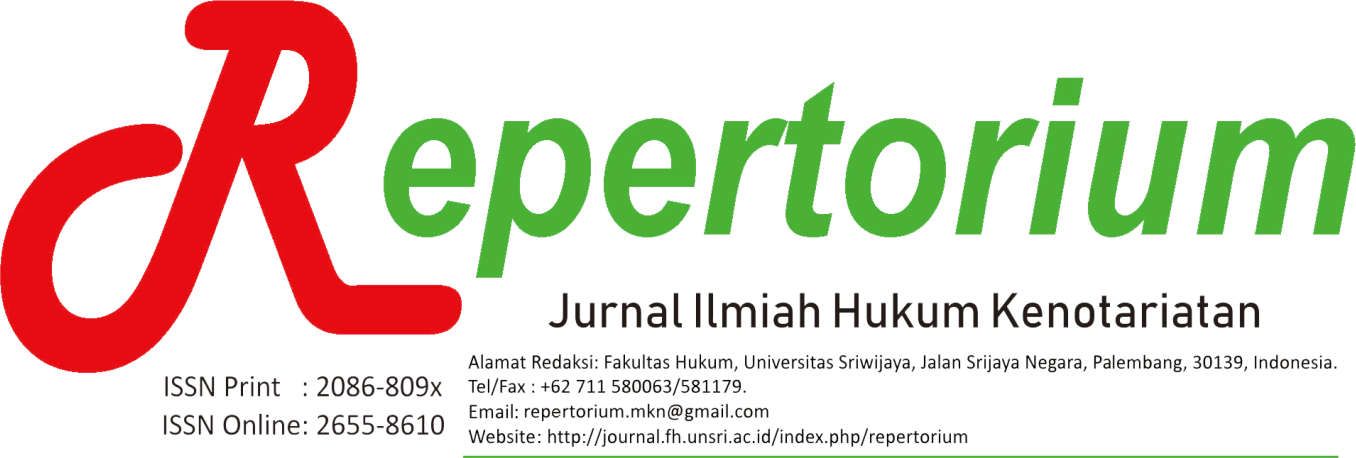 Repertorium
Jurnal Ilmiah Hukum Kenotariatan
Alamat Redaksi: Fakultas Hukum, Universitas Sriwijaya, Jalan Srijaya Negara, Palembang, 30139, Indonesia.
Tel/Fax : +62 711 580063/581179.
Email: repertorium.mkn@gmail.com
Website: http://journal.fh.unsri.ac.id/index.php/repertorium
ISSN Print : 2086-809x
ISSN Online: 2655-8610